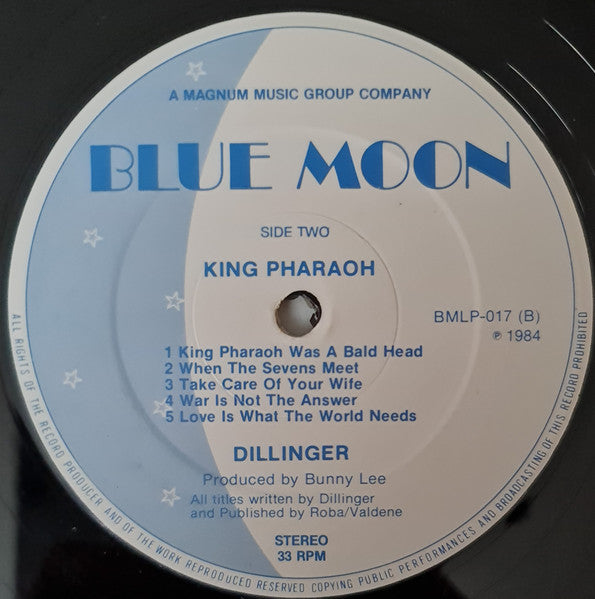 A MAGNUM MUSIC GROUP COMPANY
BLUE MOON
SIDE TWO
KING PHARAOH
BMLP-017 (B)
℗ 1984
1 King Pharaoh Was A Bald Head
2 When The Sevens Meet
3 Take Care Of Your Wife
4 War Is Not The Answer
5 Love Is What The World Needs
DILLINGER
Produced by Bunny Lee
All titles written by Dillinger
and Published by Roba/Valdene
STEREO
33 RPM
ALL RIGHTS OF THE RECORD PRODUCER AND OF THE WORK REPRODUCED RESERVED COPYING PUBLIC PERFORMANCES AND BROADCASTING OF THIS RECORD PROHIBITED